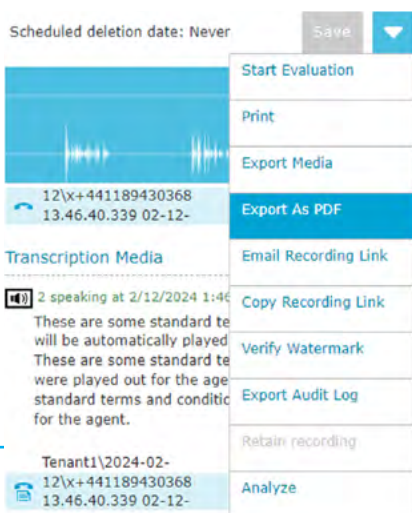 Scheduled deletion date: Never
Save
Start Evaluation
Print
Export Media
Export As PDF
Email Recording Link
Copy Recording Link
Verify Watermark
Export Audit Log
Retain recording
Analyze
12\x+441189430368
13.46.40.339 02-12-
Transcription Media
2 speaking at 2/12/2024 1:46
These are some standard te
will be automatically played
These are some standard te
were played out for the age
standard terms and conditic
for the agent.
Tenant1\2024-02-
12\x+441189430368
13.46.40.339 02-12-